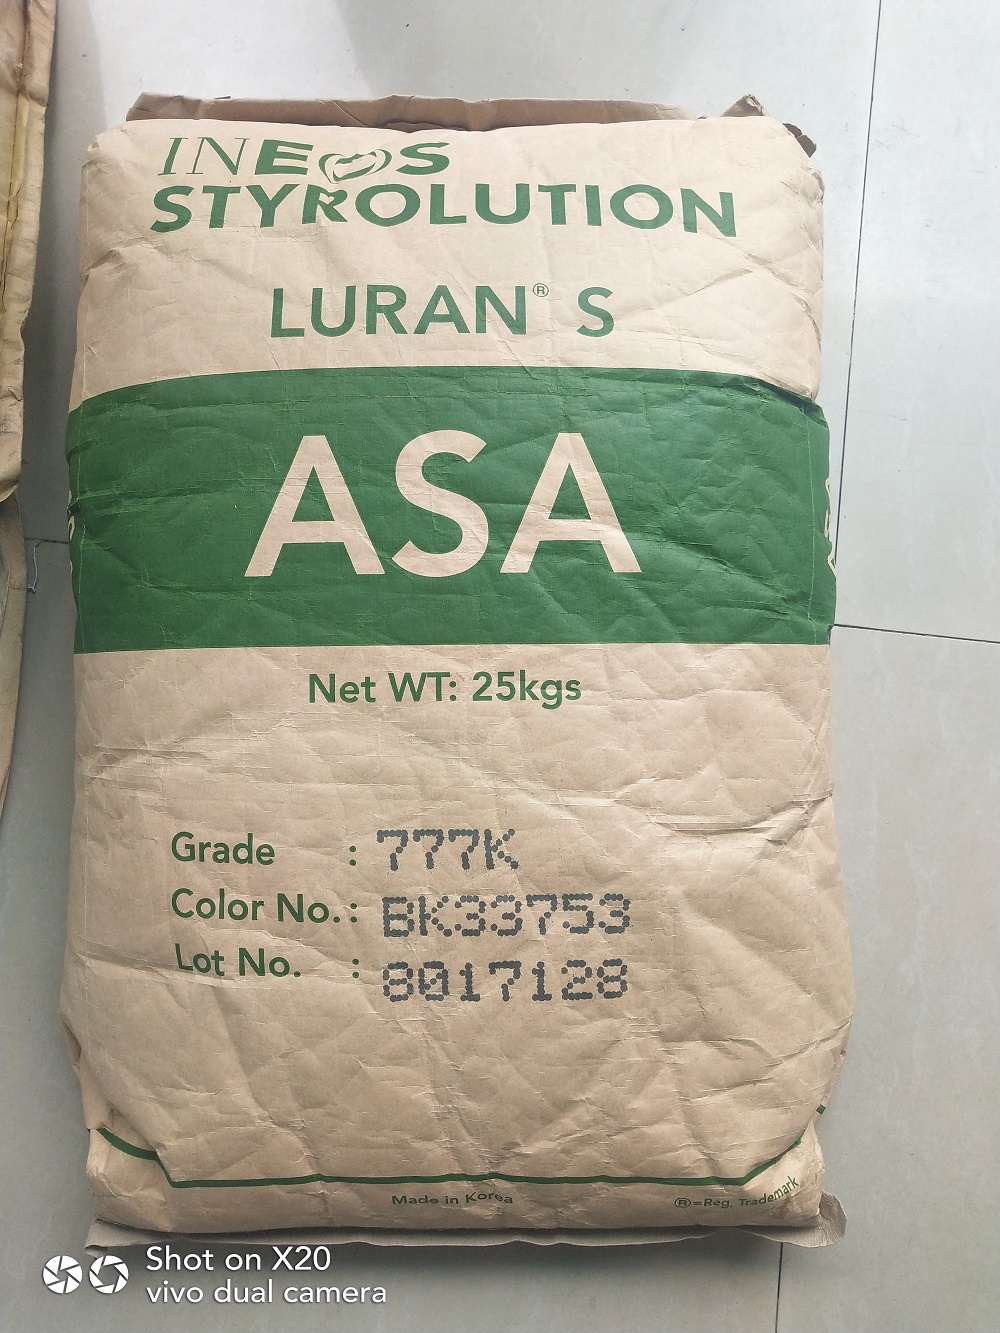 INEOS
STYROLUTION
LURAN® S
ASA
Net WT: 25kgs
Grade : 777K
Color No. : BK33753
Lot No. : 8017128
Made in Korea
®=Reg. Trademark
Shot on X20
vivo dual camera